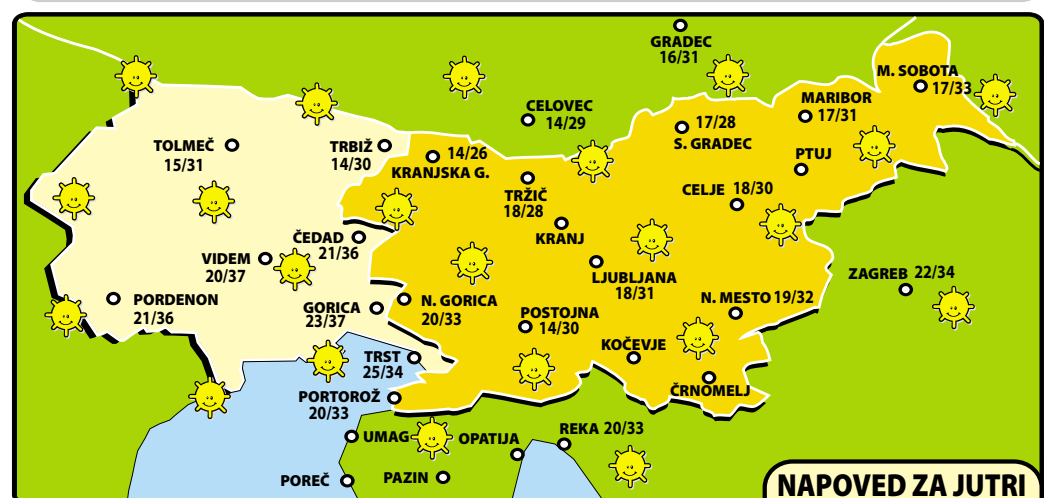 GRADEC
16/31
M. SOBOTA
17/33
MARIBOR
17/31
CELOVEC
14/29
17/28
S. GRADEC
TOLMEČ
15/31
TRBIŽ
14/30
14/26
KRANJSKA G.
PTUJ
TRŽIČ
18/28
CELJE 18/30
KRANJ
ČEDAD
21/36
VIDEM
20/37
LJUBLJANA
18/31
ZAGREB 22/34
PORDENON
21/36
GORICA
23/37
N. GORICA
20/33
N. MESTO 19/32
POSTOJNA
14/30
KOČEVJE
TRST
25/34
ČRNOMELJ
PORTOROŽ
20/33
UMAG
OPATIJA
REKA 20/33
POREČ
PAZIN
NAPOVED ZA JUTRI